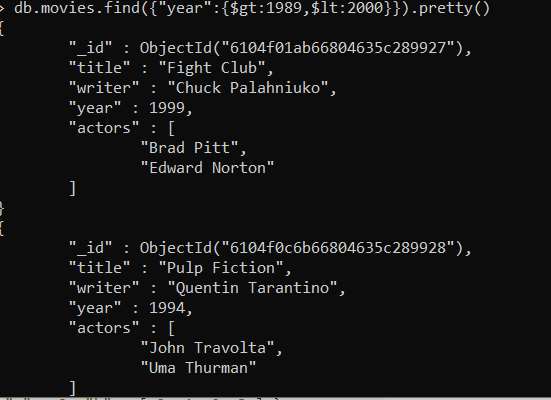 > db.movies.find({"year":{$gt:1989,$lt:2000}}).pretty()
{
        "_id" : ObjectId("6104f01ab66804635c289927"),
        "title" : "Fight Club",
        "writer" : "Chuck Palahniuko",
        "year" : 1999,
        "actors" : [
                "Brad Pitt",
                "Edward Norton"
        ]
}
{
        "_id" : ObjectId("6104f0c6b66804635c289928"),
        "title" : "Pulp Fiction",
        "writer" : "Quentin Tarantino",
        "year" : 1994,
        "actors" : [
                "John Travolta",
                "Uma Thurman"
        ]